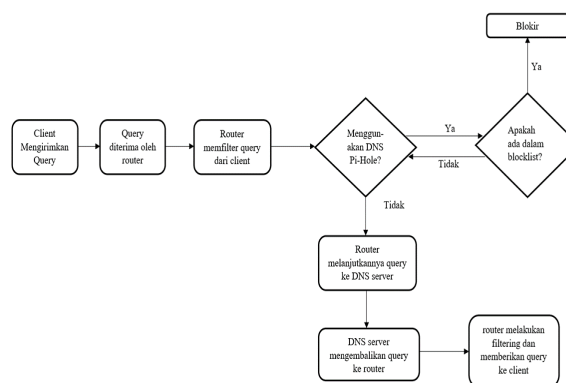 Blokir
Ya
Client
Mengirimkan
Query
Query
diterima oleh
router
Router
memfilter query
dari client
Menggun-
akan DNS
Pi-Hole?
Ya
Tidak
Apakah
ada dalam
blocklist?
Tidak
Router
melanjutkannya query
ke DNS server
DNS server
mengembalikan query
ke router
router melakukan
filtering dan
memberikan query
ke client